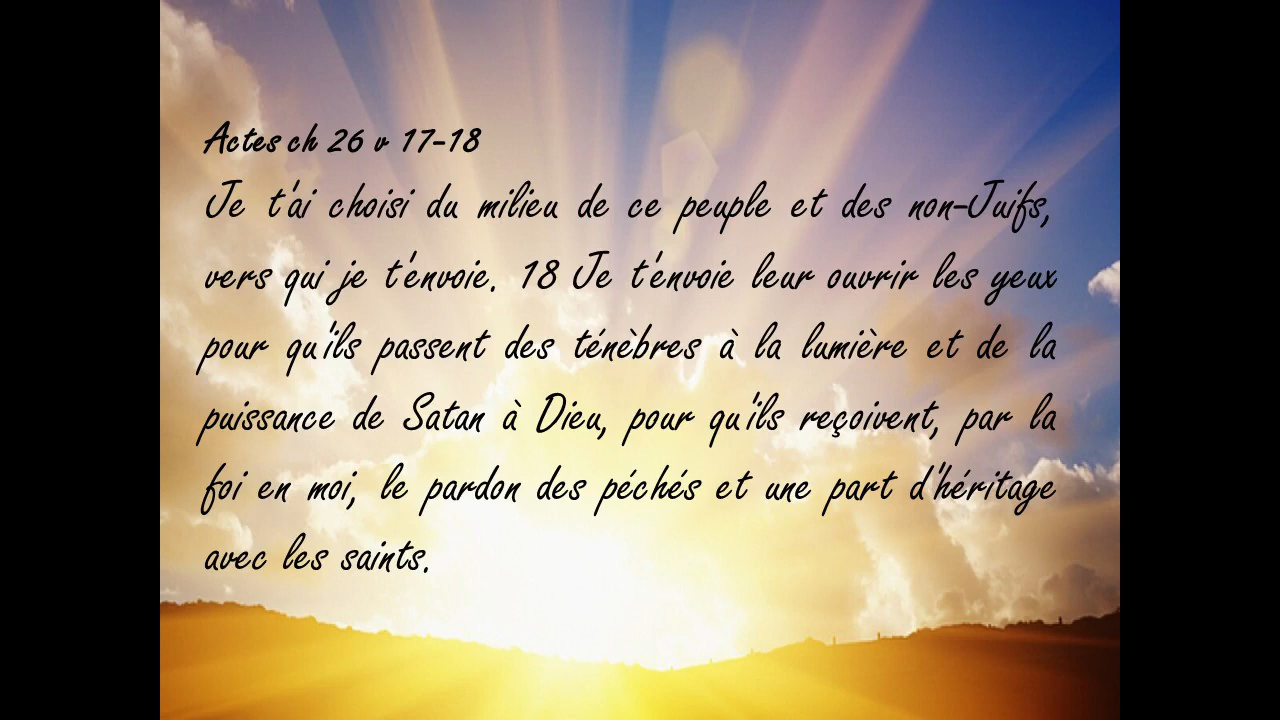 Actes ch 26 v 17-18
Je t'ai choisi du milieu de ce peuple et des non-Juifs,
vers qui je t'envoie. 18 Je t'envoie leur ouvrir les yeux
pour qu'ils passent des ténèbres à la lumière et de la
puissance de Satan à Dieu, pour qu'ils reçoivent, par la
foi en moi, le pardon des péchés et une part d'héritage
avec les saints.